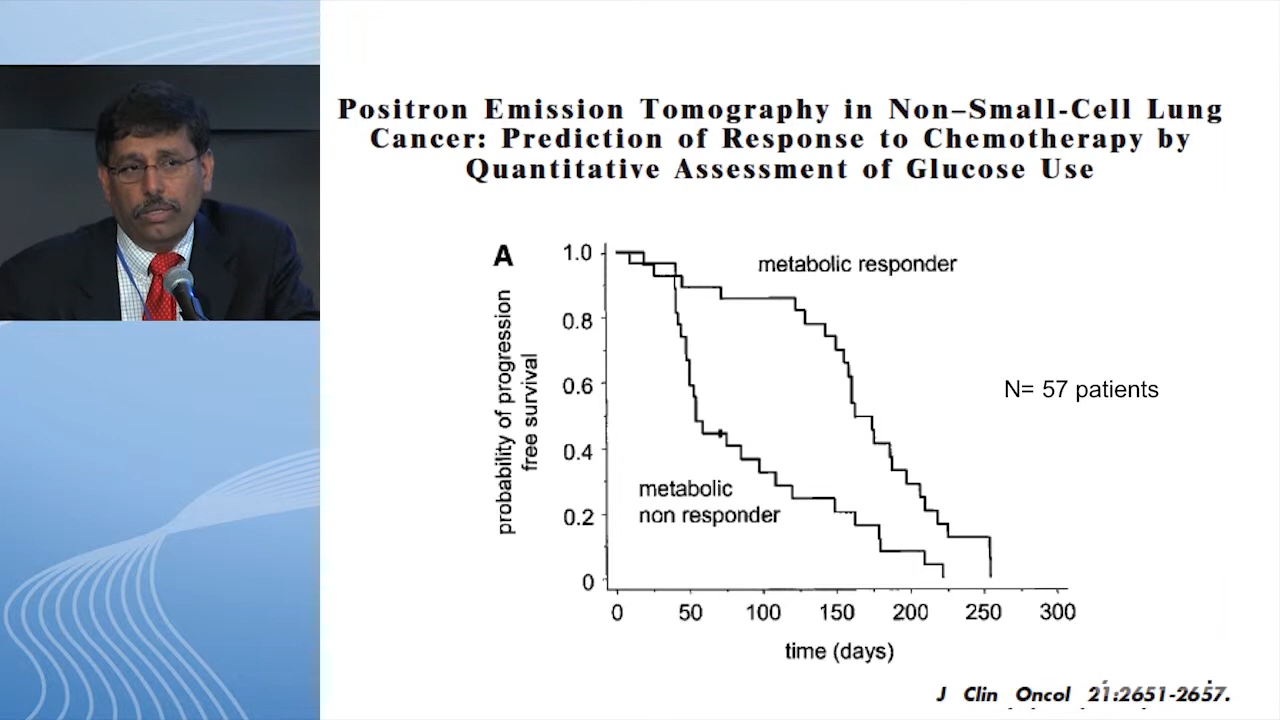 Positron Emission Tomography in Non–Small-Cell Lung
Cancer: Prediction of Response to Chemotherapy by
Quantitative Assessment of Glucose Use
A
metabolic responder
metabolic
non responder
N= 57 patients
probability of progression
free survival
1.0
0.8
0.6
0.4
0.2
0
0 50 100 150 200 250 300
time (days)
J Clin Oncol 21:2651-2657.